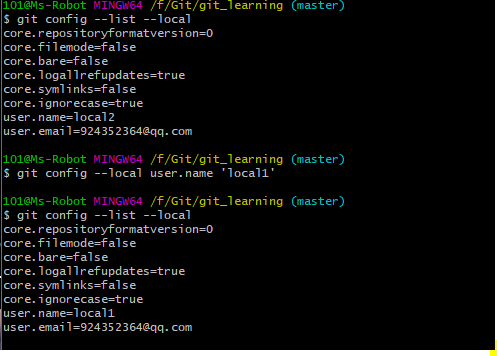 101@Ms-Robot MINGW64 /f/Git/git_learning (master)
$ git config --list --local
core.repositoryformatversion=0
core.filemode=false
core.bare=false
core.logallrefupdates=true
core.symlinks=false
core.ignorecase=true
user.name=local2
user.email=924352364@qq.com
101@Ms-Robot MINGW64 /f/Git/git_learning (master)
$ git config --local user.name 'local1'
101@Ms-Robot MINGW64 /f/Git/git_learning (master)
$ git config --list --local
core.repositoryformatversion=0
core.filemode=false
core.bare=false
core.logallrefupdates=true
core.symlinks=false
core.ignorecase=true
user.name=local1
user.email=924352364@qq.com